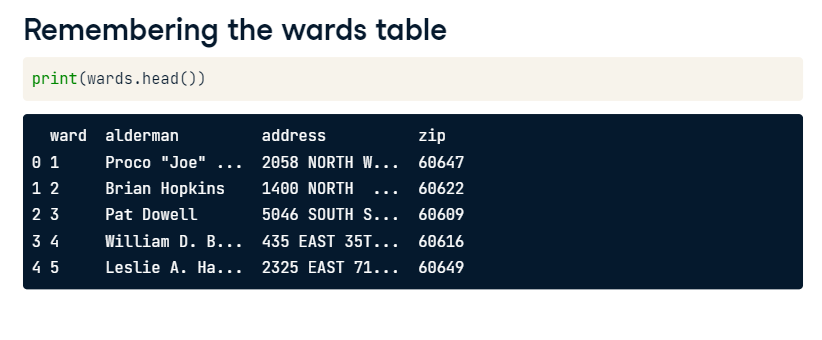 Remembering the wards table
print(wards.head())
  ward  alderman         address          zip
0 1     Proco "Joe" ...  2058 NORTH W...  60647
1 2     Brian Hopkins    1400 NORTH  ...  60622
2 3     Pat Dowell       5046 SOUTH S...  60609
3 4     William D. B...  435 EAST 35T...  60616
4 5     Leslie A. Ha...  2325 EAST 71...  60649